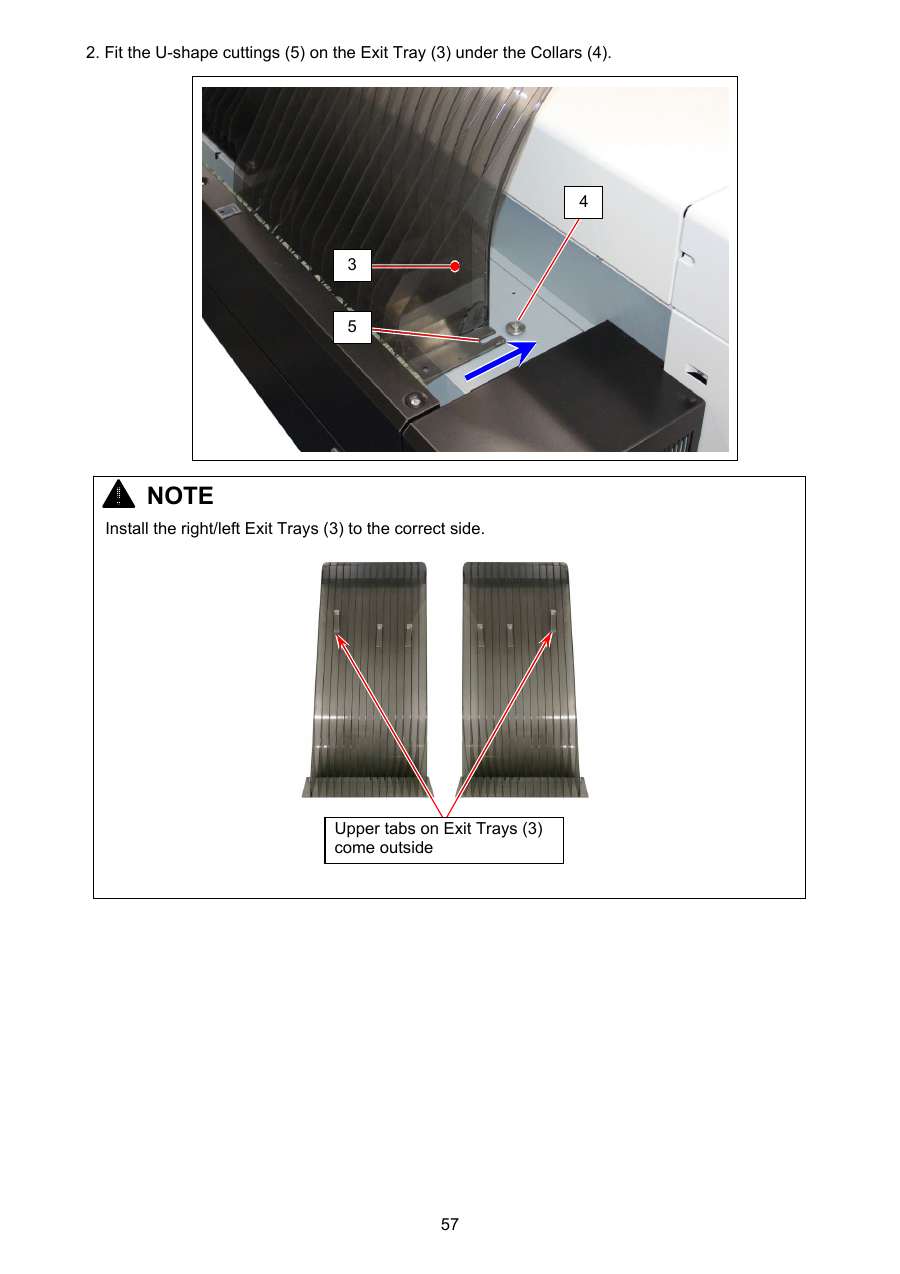 2. Fit the U-shape cuttings (5) on the Exit Tray (3) under the Collars (4).
4
3
5
NOTE
Install the right/left Exit Trays (3) to the correct side.
Upper tabs on Exit Trays (3)
come outside
57